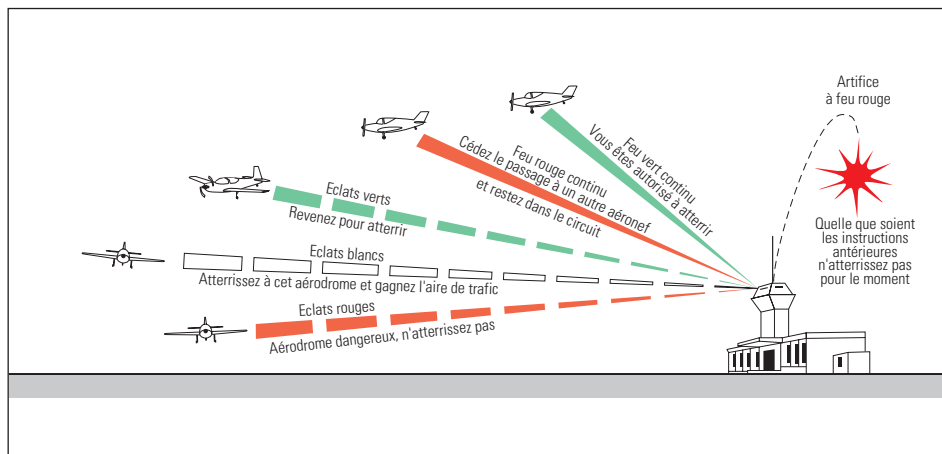 Artifice
à feu rouge
Feu vert continu
Vous êtes autorisé à atterrir
Feu rouge continu
Cédez le passage à un autre aéronef
et restez dans le circuit
Eclats verts
Revenez pour atterrir
Quelle que soient
les instructions
antérieures
n'atterrissez pas
pour le moment
Eclats blancs
Atterrissez à cet aérodrome et gagnez l'aire de trafic
Eclats rouges
Aérodrome dangereux, n'atterrissez pas